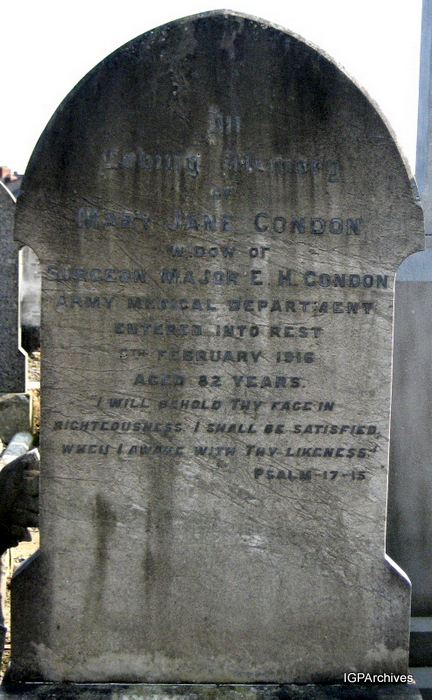 In
Loving Memory
OF
MARY JANE CONDON
WIDOW OF
SURGEON MAJOR E. H. CONDON
ARMY MEDICAL DEPARTMENT
ENTERED INTO REST
FEBRUARY 1916
AGED 82 YEARS.
"I WILL BEHOLD THY FACE IN
RIGHTEOUSNESS, I SHALL BE SATISFIED,
WHEN I AWAKE WITH THY LIKENESS."
PSALM-17-15
IGPArchives.